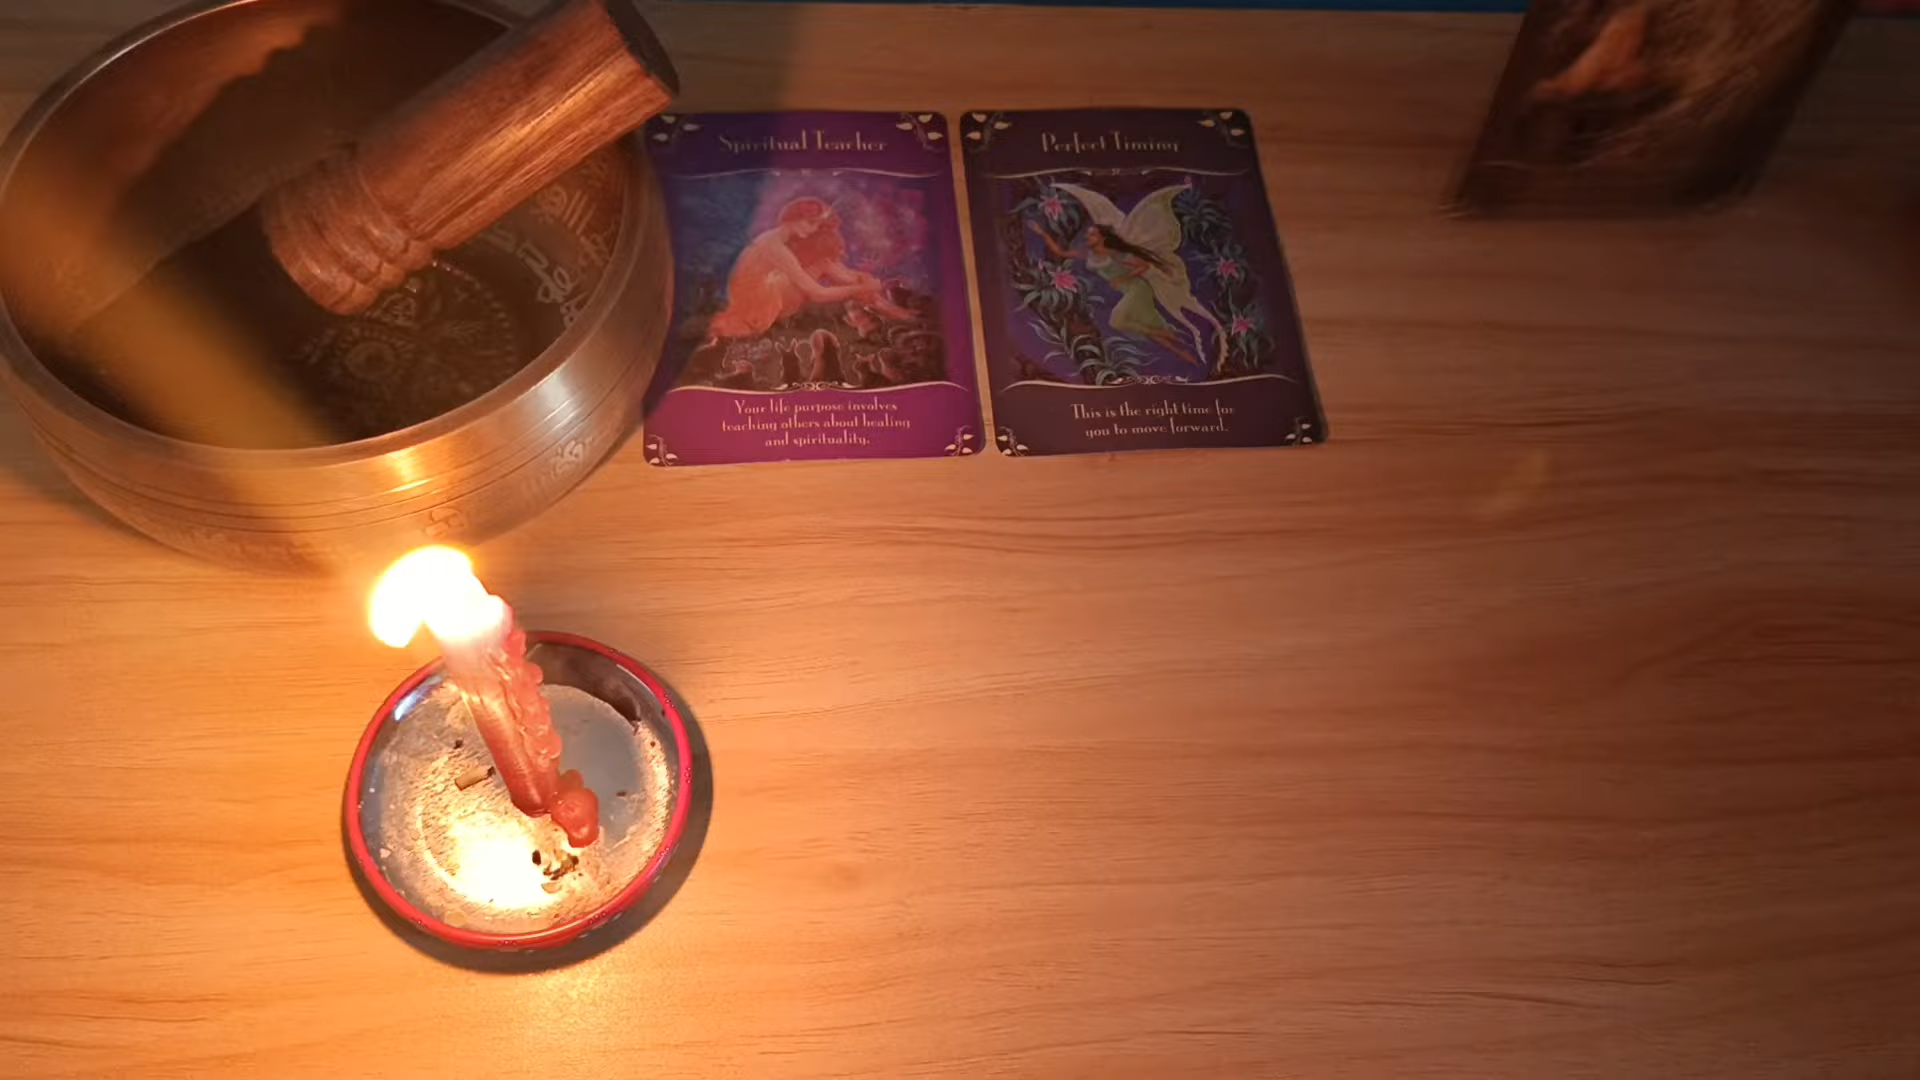 Spiritual Teacher
Your life purpose involves
teaching others about healing
and spirituality.
Perfect Timing
This is the right time for
you to move forward.